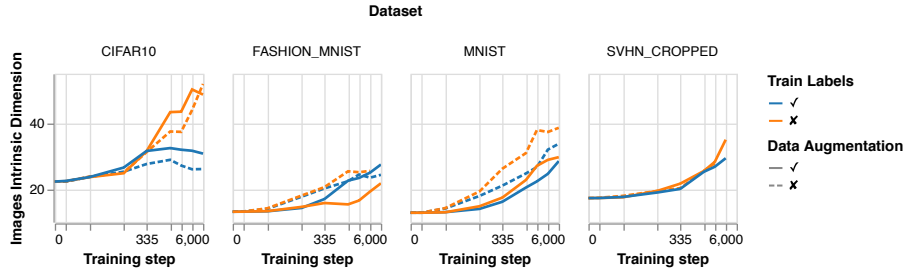 Dataset
CIFAR10 FASHION_MNIST MNIST SVHN_CROPPED
Images Intrinsic Dimension
40
20
0 335 6,000 0 335 6,000 0 335 6,000 0 335 6,000
Training step Training step Training step Training step
Train Labels
✓
✘
Data Augmentation
✓
✘